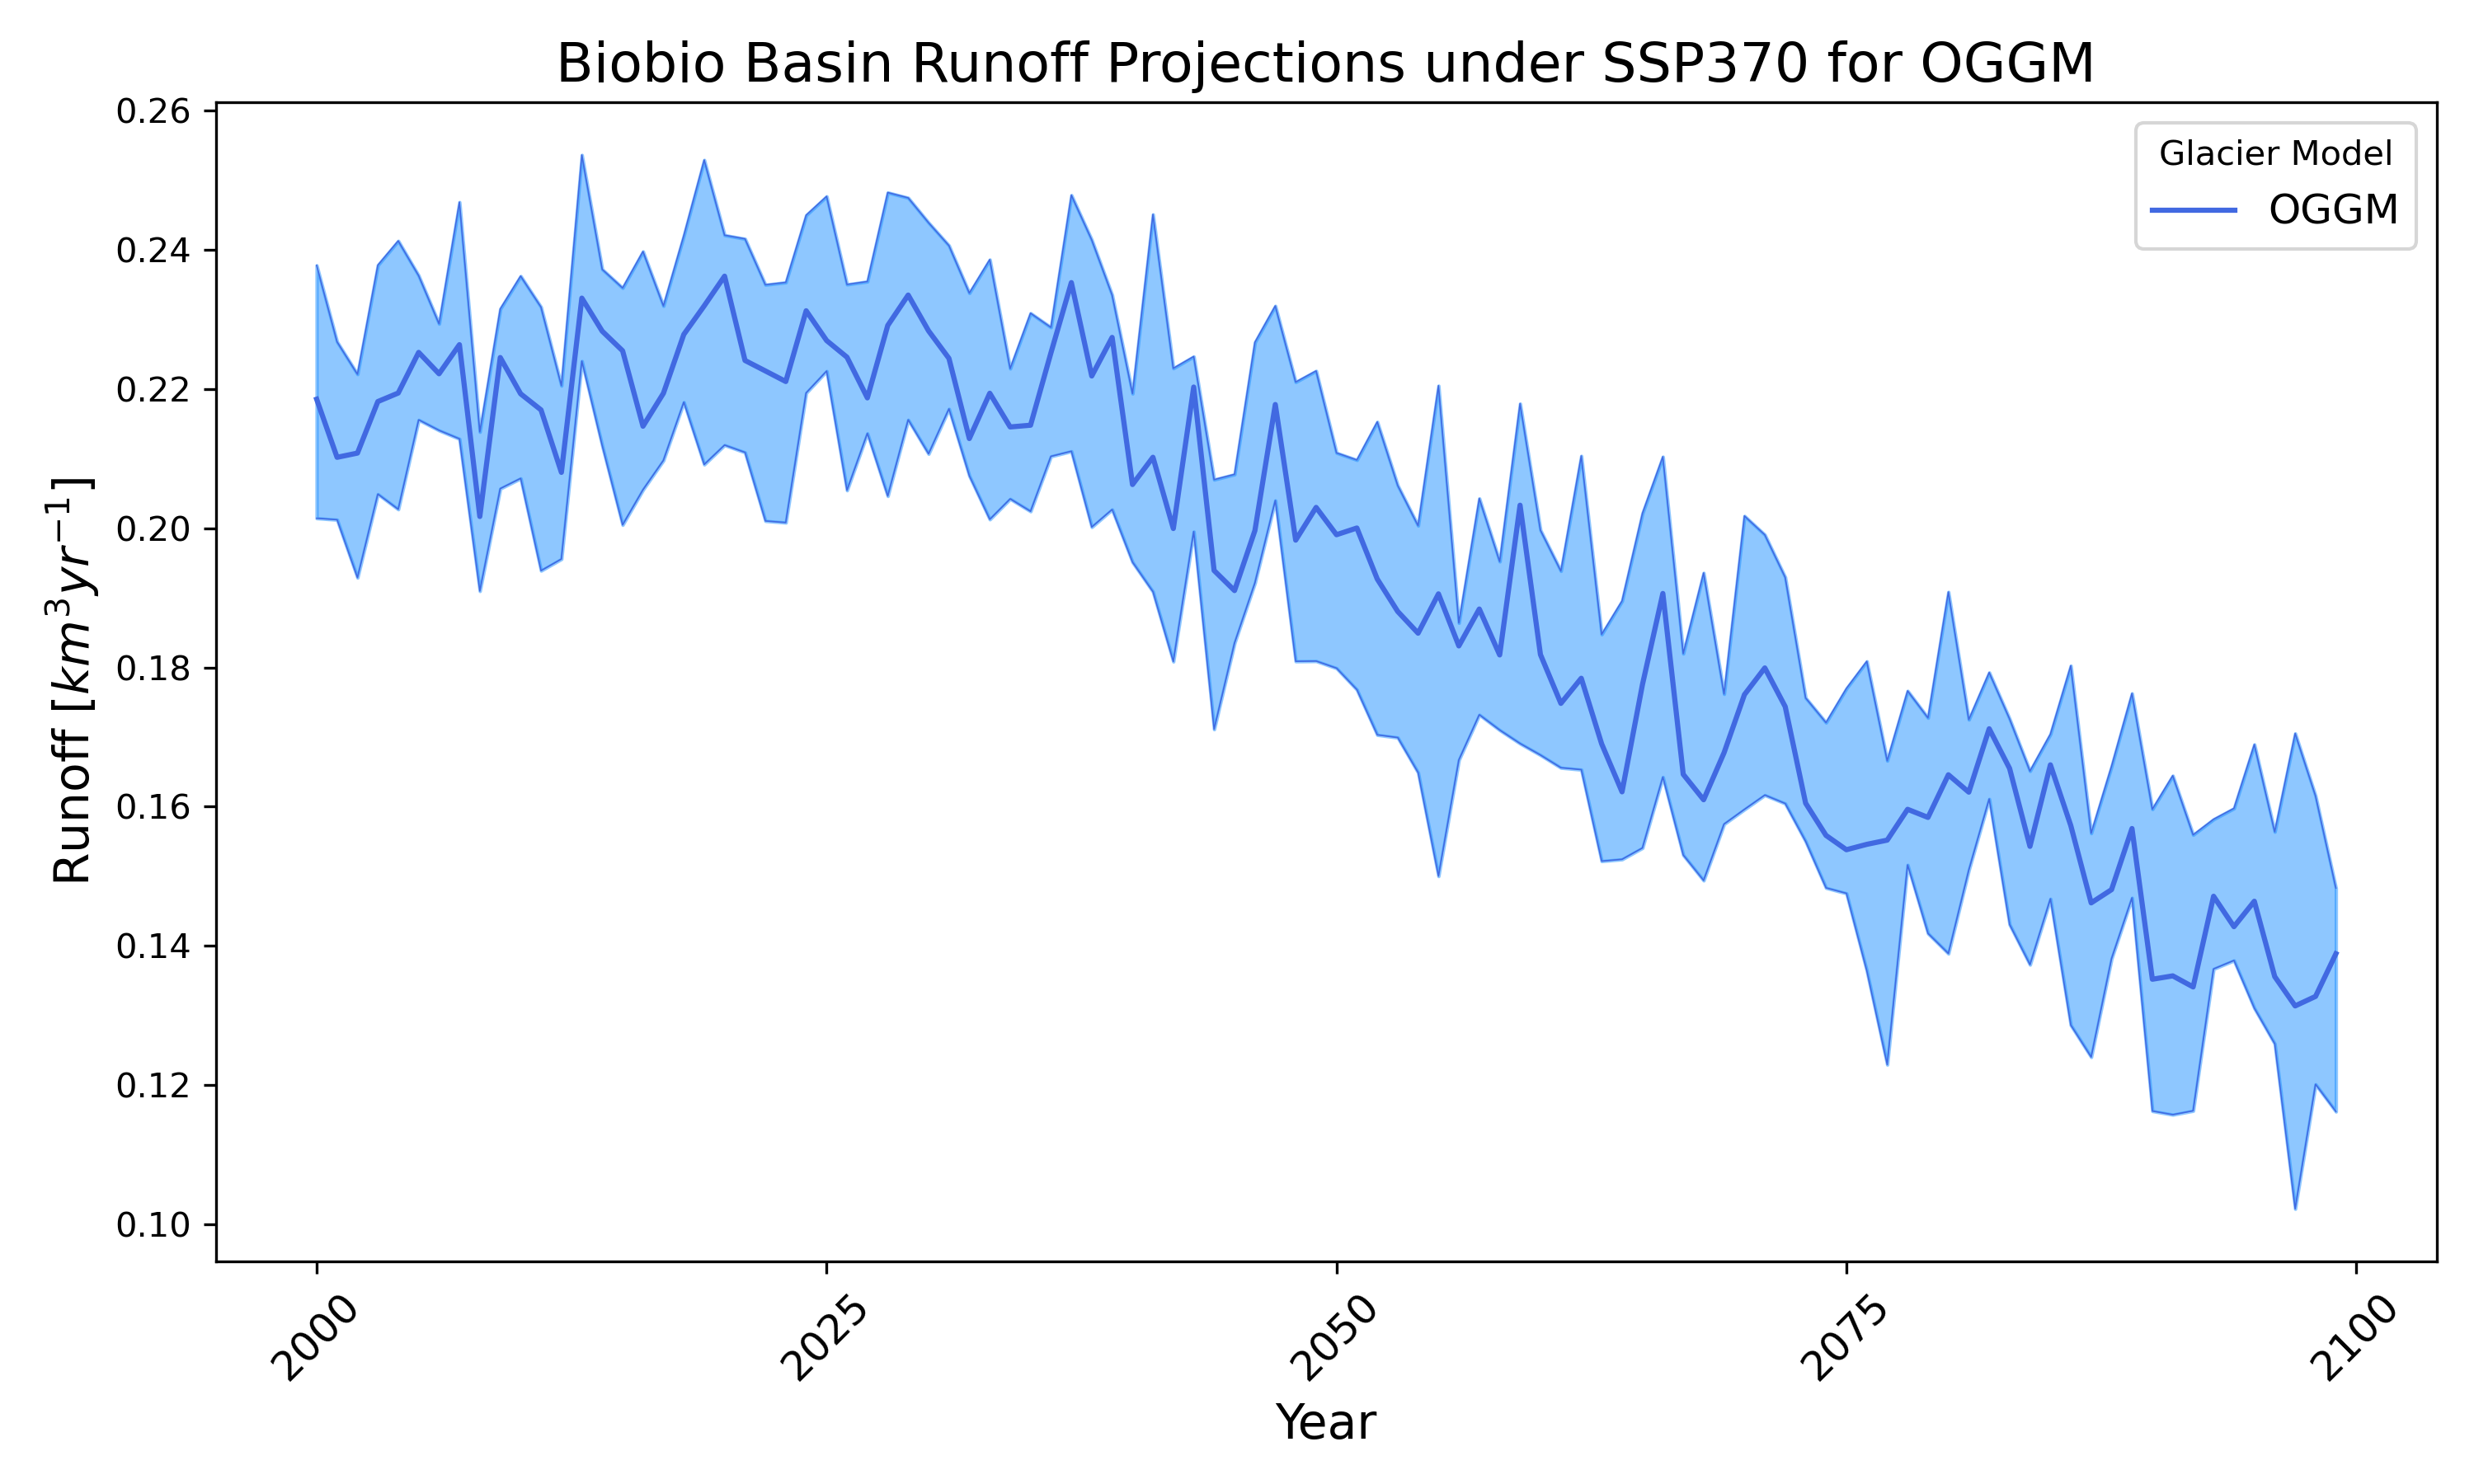 Biobio Basin Runoff Projections under SSP370 for OGGM
Glacier Model
OGGM
Runoff [km³yr⁻¹]
0.26
0.24
0.22
0.20
0.18
0.16
0.14
0.12
0.10
2000
2025
2050
2075
2100
Year